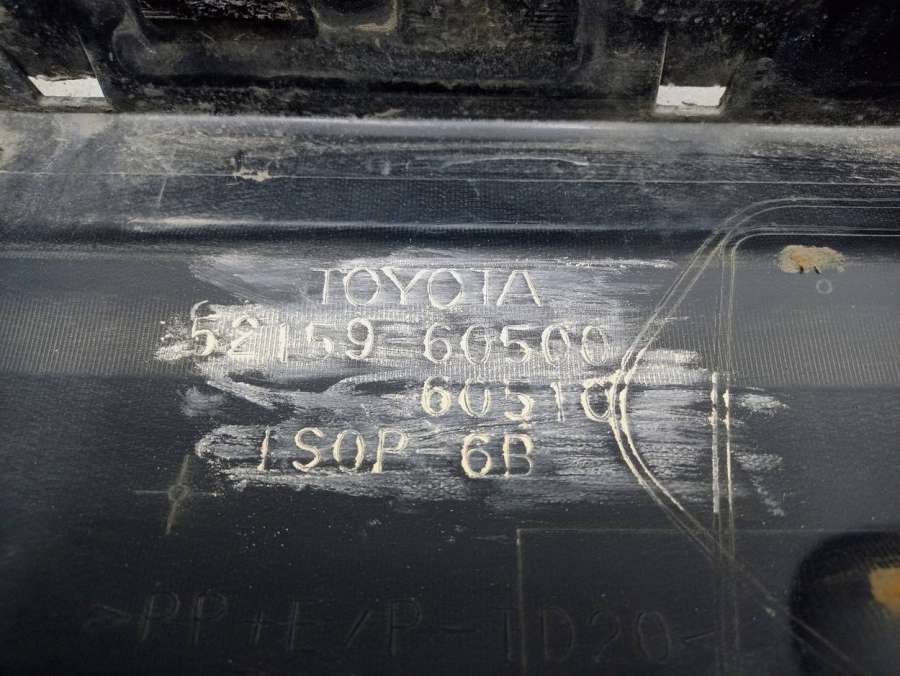 TOYOTA
52159-60500
60510
ISOP-6B
>PP+E/P-TD20<